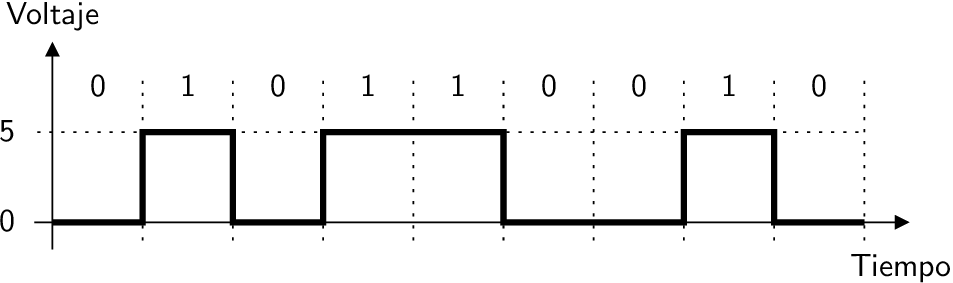 Voltaje
0 1 0 1 1 0 0 1 0
5
0
Tiempo